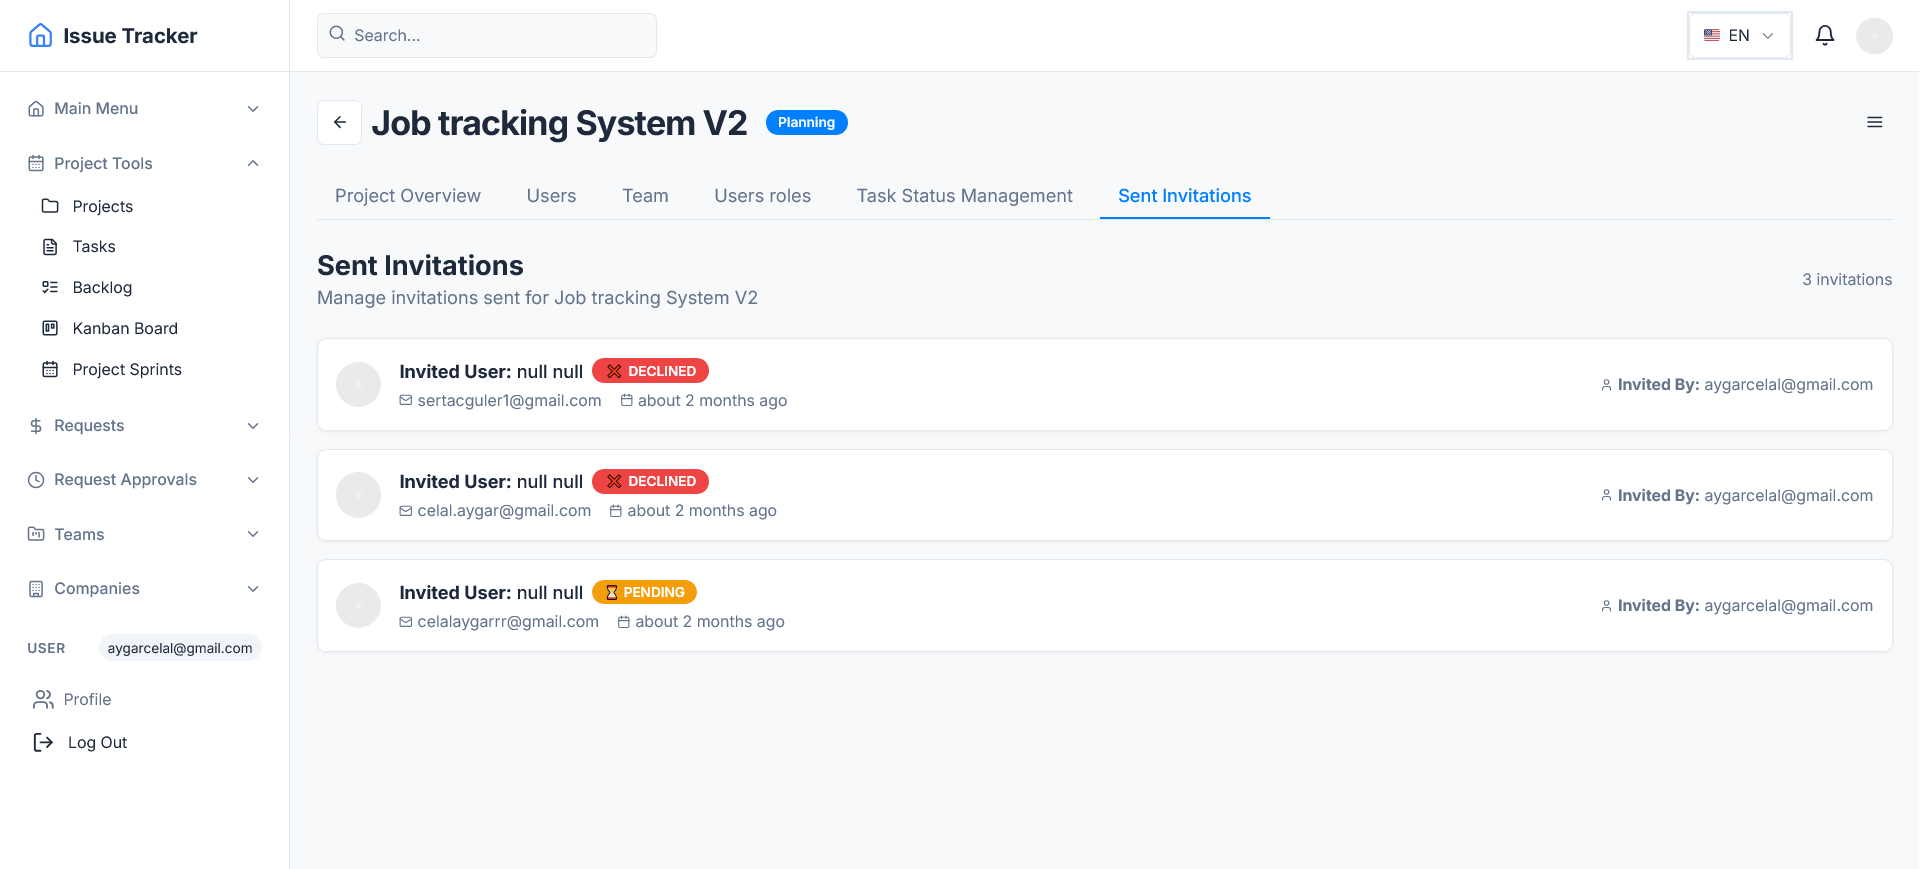 Issue Tracker
Search...
EN
Main Menu
Project Tools
Projects
Tasks
Backlog
Kanban Board
Project Sprints
Requests
Request Approvals
Teams
Companies
USER aygarcelal@gmail.com
Profile
Log Out
Job tracking System V2 Planning
Project Overview Users Team Users roles Task Status Management Sent Invitations
Sent Invitations
Manage invitations sent for Job tracking System V2
3 invitations
Invited User: null null DECLINED
sertacguler1@gmail.com about 2 months ago
Invited By: aygarcelal@gmail.com
Invited User: null null DECLINED
celal.aygar@gmail.com about 2 months ago
Invited By: aygarcelal@gmail.com
Invited User: null null PENDING
celalaygarrr@gmail.com about 2 months ago
Invited By: aygarcelal@gmail.com